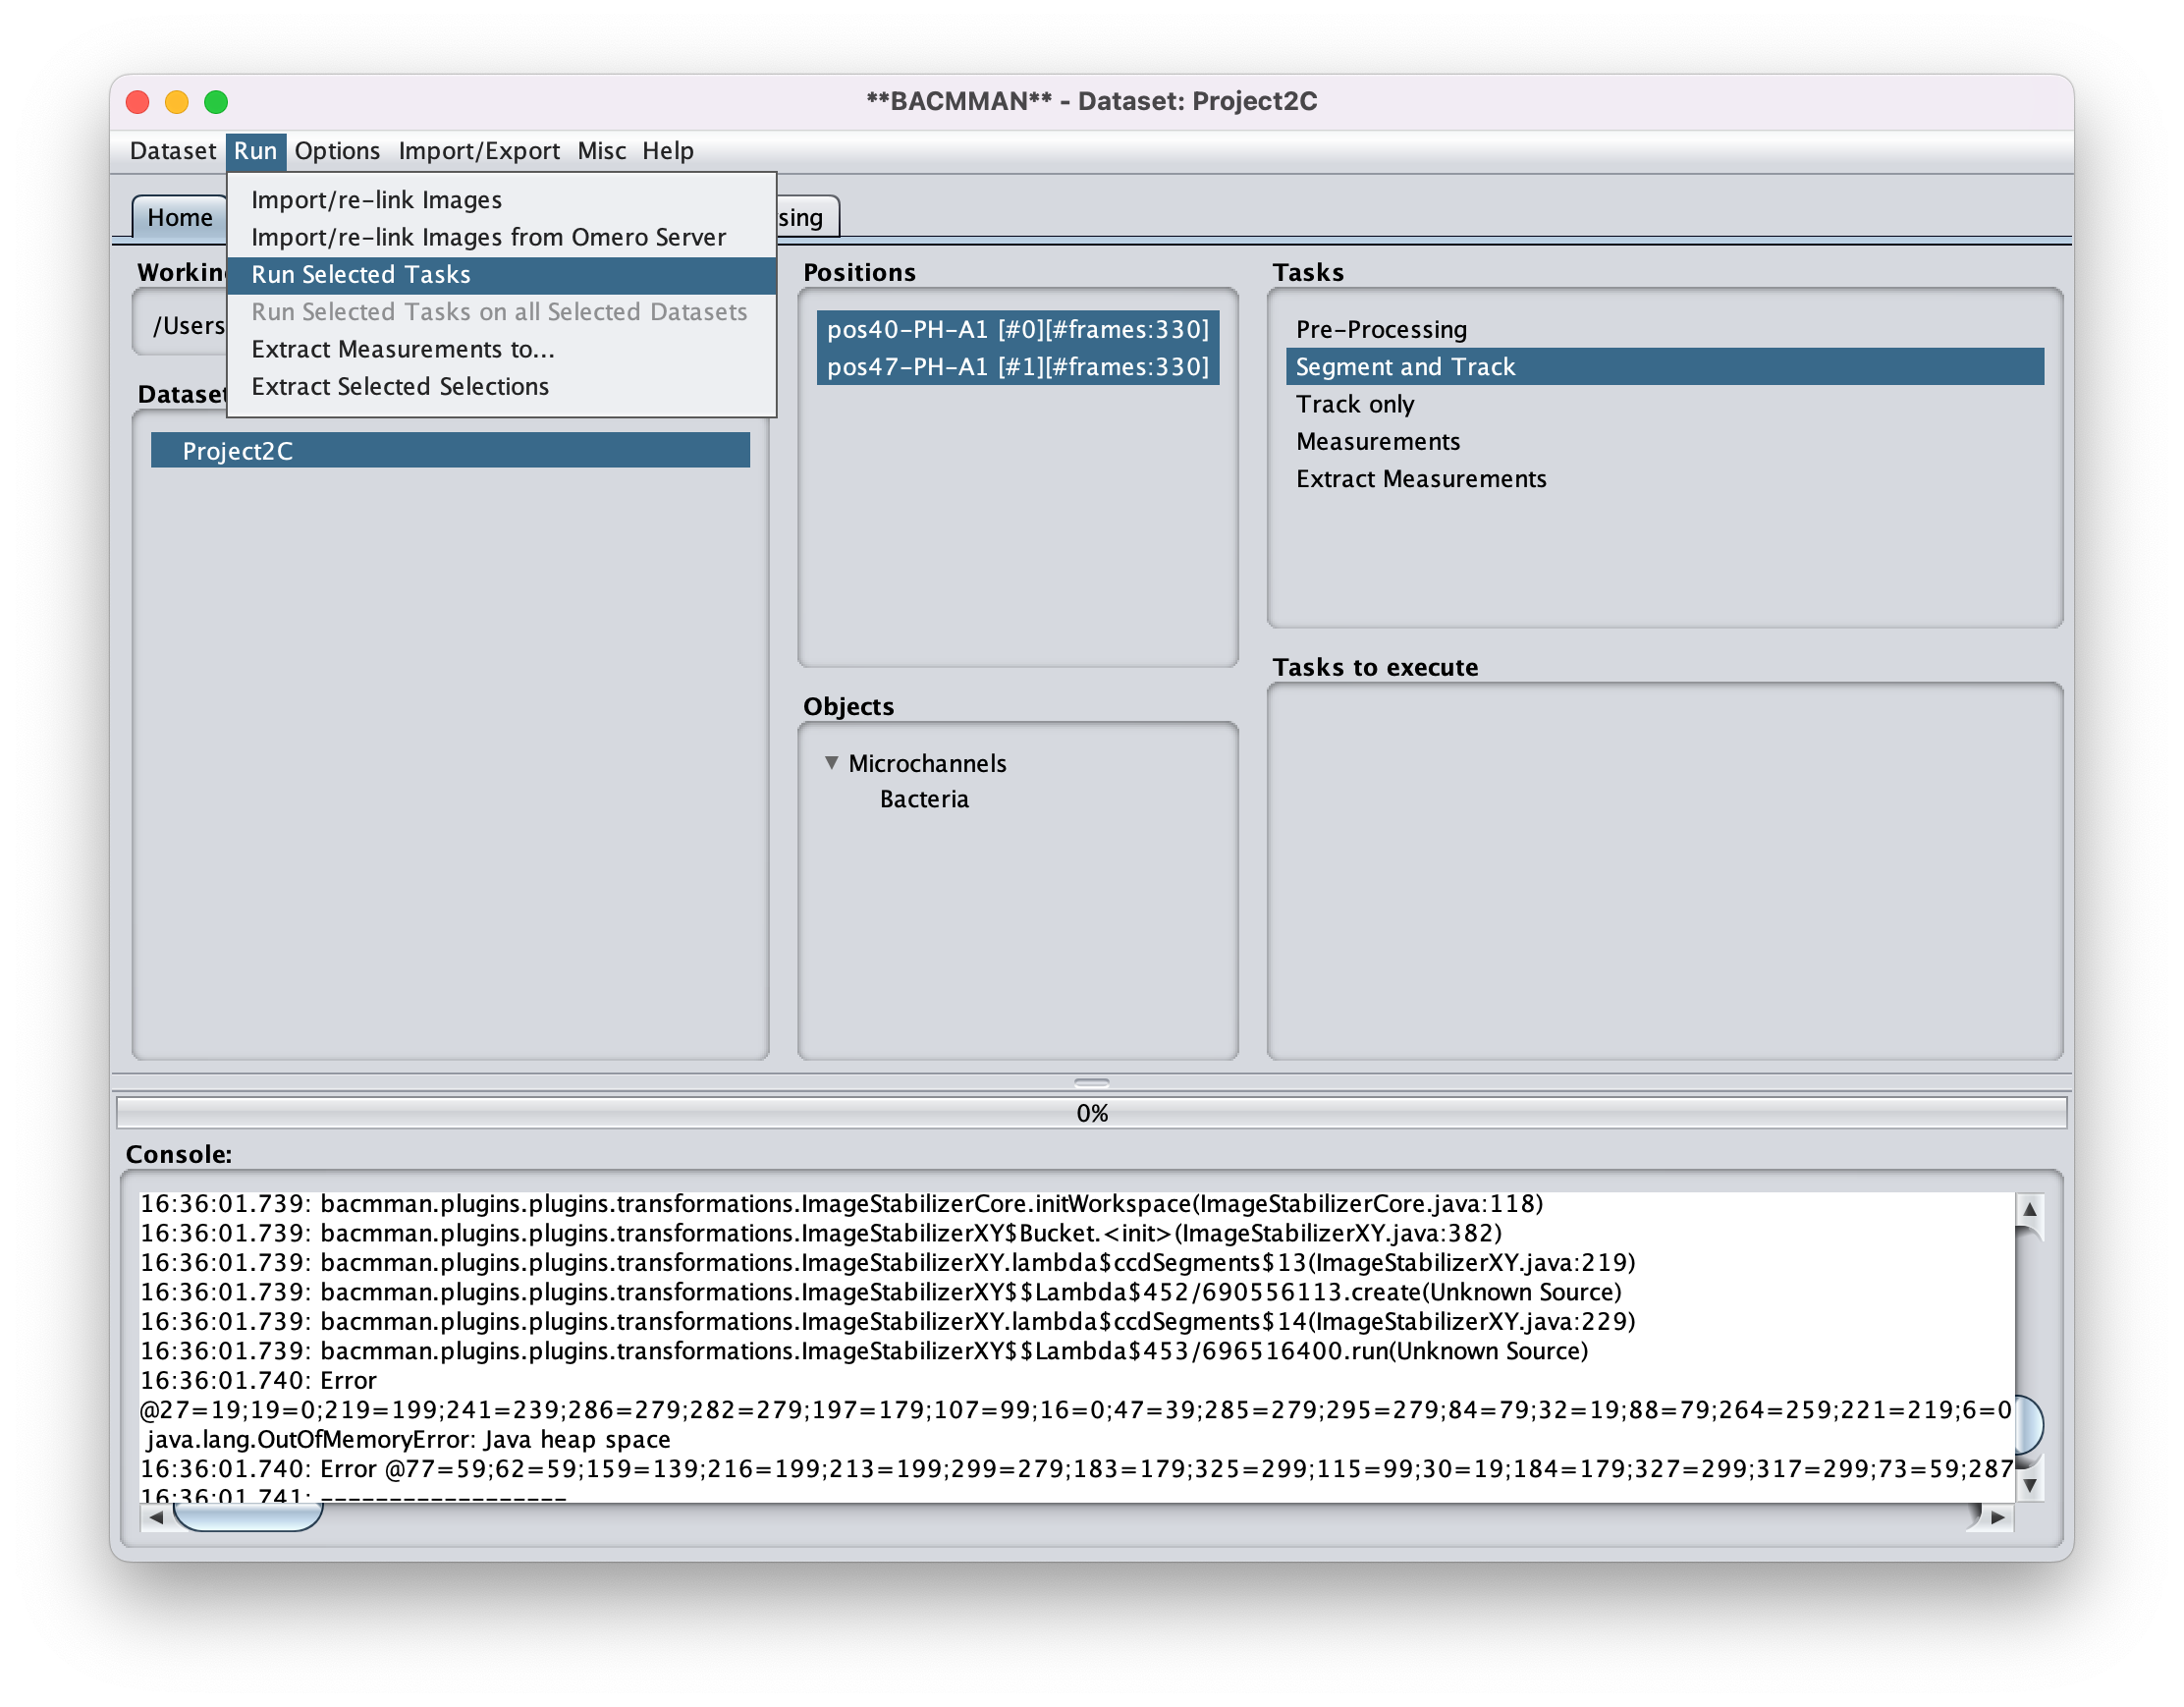 **BACMMAN** - Dataset: Project2C
Dataset Run Options Import/Export Misc Help
Import/re-link Images
Import/re-link Images from Omero Server
Run Selected Tasks
Run Selected Tasks on all Selected Datasets
Extract Measurements to...
Extract Selected Selections
Home
sing
Workin
/Users
Dataset
Project2C
Positions
pos40-PH-A1 [#0][#frames:330]
pos47-PH-A1 [#1][#frames:330]
Objects
Microchannels
Bacteria
Tasks
Pre-Processing
Segment and Track
Track only
Measurements
Extract Measurements
Tasks to execute
0%
Console:
16:36:01.739: bacmman.plugins.plugins.transformations.ImageStabilizerCore.initWorkspace(ImageStabilizerCore.java:118)
16:36:01.739: bacmman.plugins.plugins.transformations.ImageStabilizerXY$Bucket.<init>(ImageStabilizerXY.java:382)
16:36:01.739: bacmman.plugins.plugins.transformations.ImageStabilizerXY.lambda$ccdSegments$13(ImageStabilizerXY.java:219)
16:36:01.739: bacmman.plugins.plugins.transformations.ImageStabilizerXY$$Lambda$452/690556113.create(Unknown Source)
16:36:01.739: bacmman.plugins.plugins.transformations.ImageStabilizerXY.lambda$ccdSegments$14(ImageStabilizerXY.java:229)
16:36:01.739: bacmman.plugins.plugins.transformations.ImageStabilizerXY$$Lambda$453/696516400.run(Unknown Source)
16:36:01.740: Error
@27=19;19=0;219=199;241=239;286=279;282=279;197=179;107=99;16=0;47=39;285=279;295=279;84=79;32=19;88=79;264=259;221=219;6=0
java.lang.OutOfMemoryError: Java heap space
16:36:01.740: Error @77=59;62=59;159=139;216=199;213=199;299=279;183=179;325=299;115=99;30=19;184=179;327=299;317=299;73=59;287
16:36:01.741: ------------------